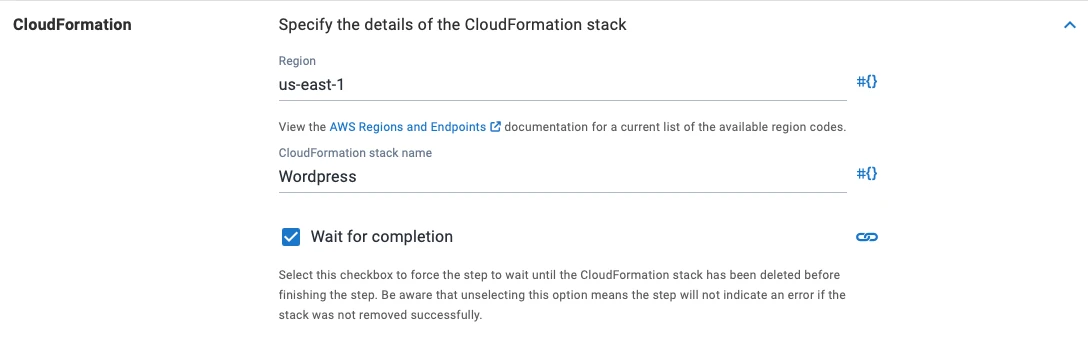 CloudFormation
Specify the details of the CloudFormation stack
Region
us-east-1
#{}
View the AWS Regions and Endpoints documentation for a current list of the available region codes.
CloudFormation stack name
Wordpress
#{}
Wait for completion
Select this checkbox to force the step to wait until the CloudFormation stack has been deleted before
finishing the step. Be aware that unselecting this option means the step will not indicate an error if the
stack was not removed successfully.